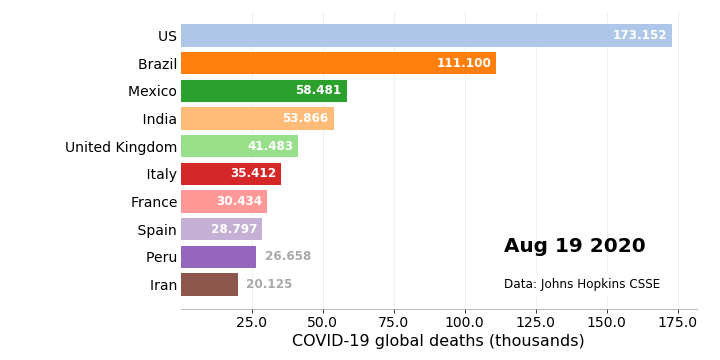 US 173.152
Brazil 111.100
Mexico 58.481
India 53.866
United Kingdom 41.483
Italy 35.412
France 30.434
Spain 28.797
Peru 26.658
Iran 20.125
Aug 19 2020
Data: Johns Hopkins CSSE
25.0 50.0 75.0 100.0 125.0 150.0 175.0
COVID-19 global deaths (thousands)